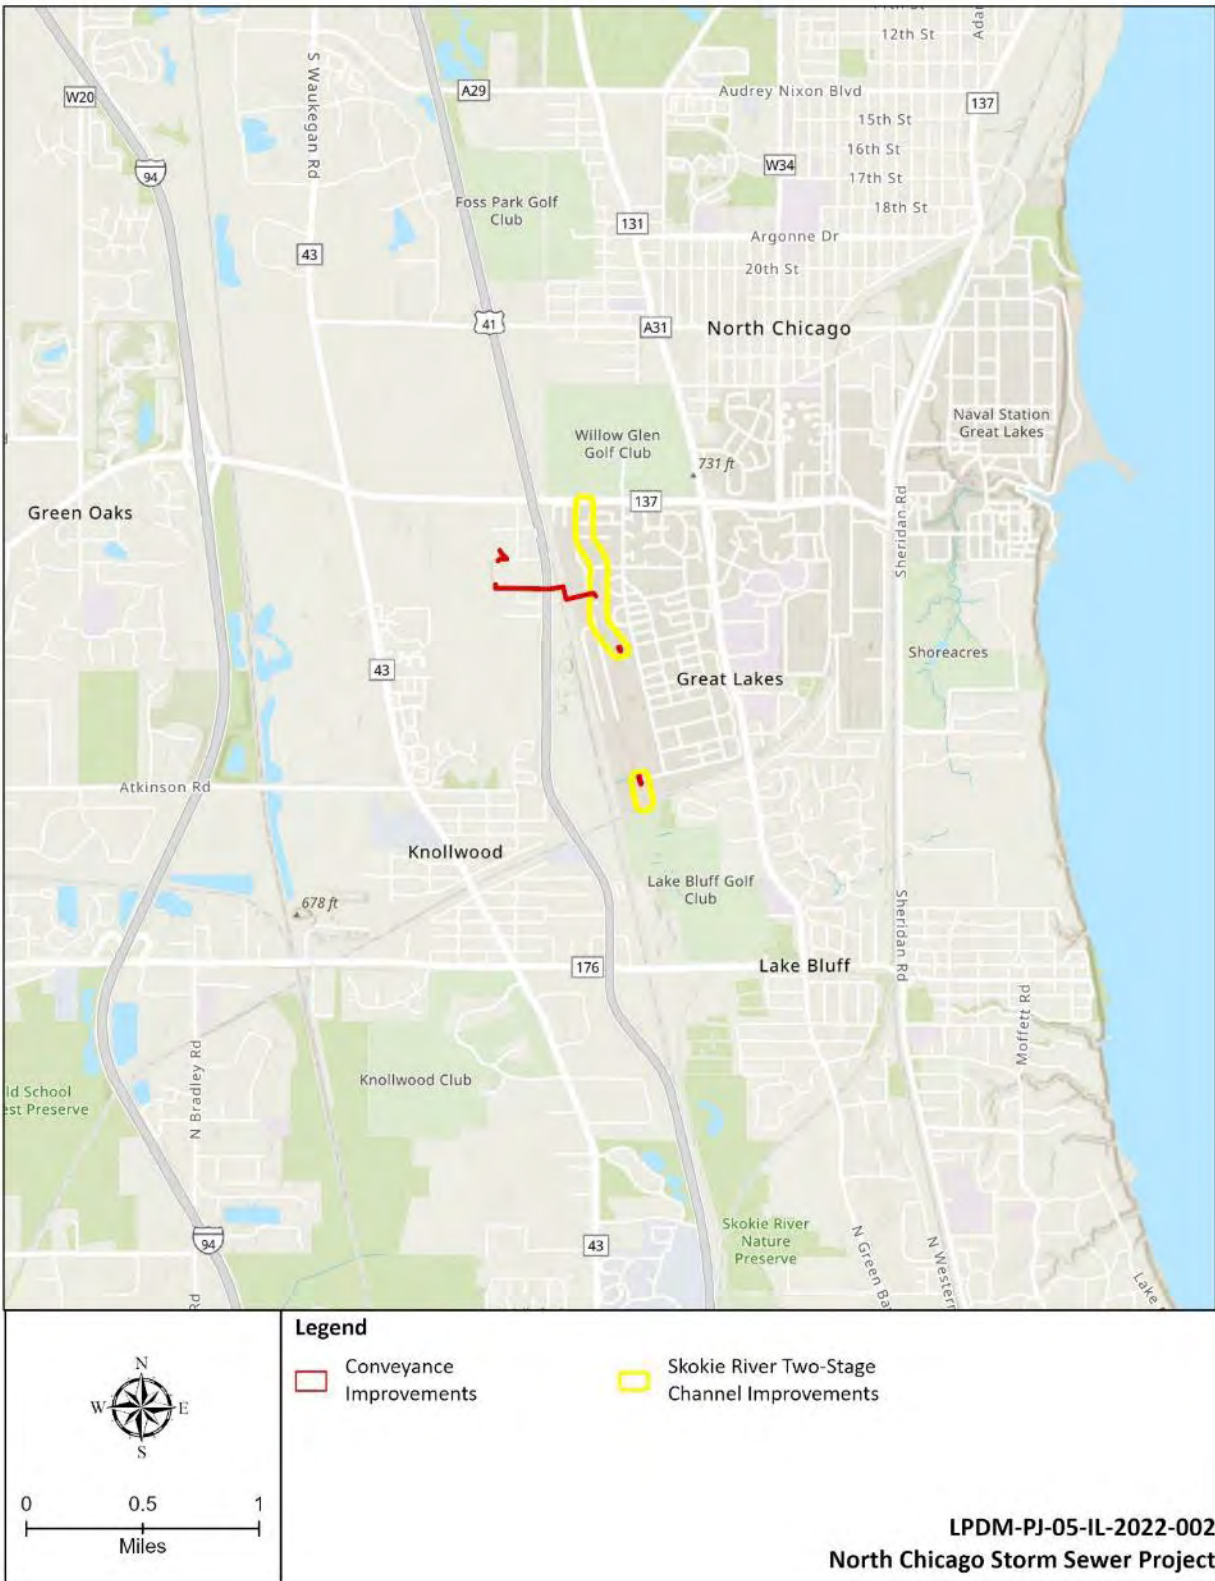 12th St
W20
S Waukegan Rd
A29
Audrey Nixon Blvd
137
15th St
16th St
94
W34
17th St
Foss Park Golf
Club
18th St
131
Argonne Dr
43
20th St
41
A31
North Chicago
Naval Station
Great Lakes
Willow Glen
Golf Club
731 ft
137
Green Oaks
Sheridan Rd
Shoreacres
43
Great Lakes
Atkinson Rd
Knollwood
Lake Bluff Golf
Club
678 ft
Sheridan Rd
176
Lake Bluff
Moffett Rd
N Bradley Rd
Knollwood Club
ld School
est Preserve
Skokie River
Nature
Preserve
94
43
N Green Ba
N Western
Lake
Rd
Legend
Conveyance
Improvements
Skokie River Two-Stage
Channel Improvements
N
W E
S
0 0.5 1
Miles
LPDM-PJ-05-IL-2022-002
North Chicago Storm Sewer Project